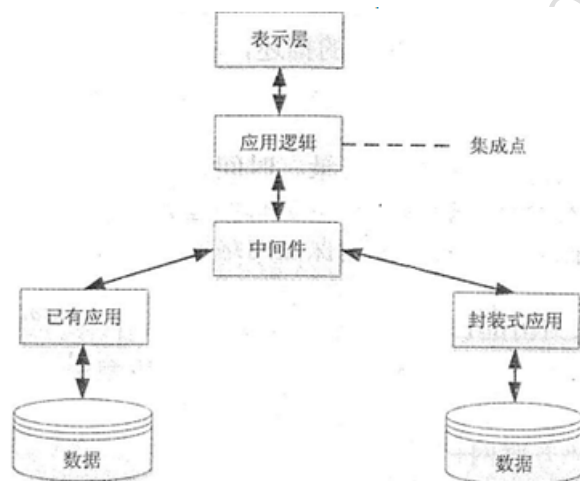 表示层
应用逻辑
集成点
中间件
已有应用
封装式应用
数据
数据